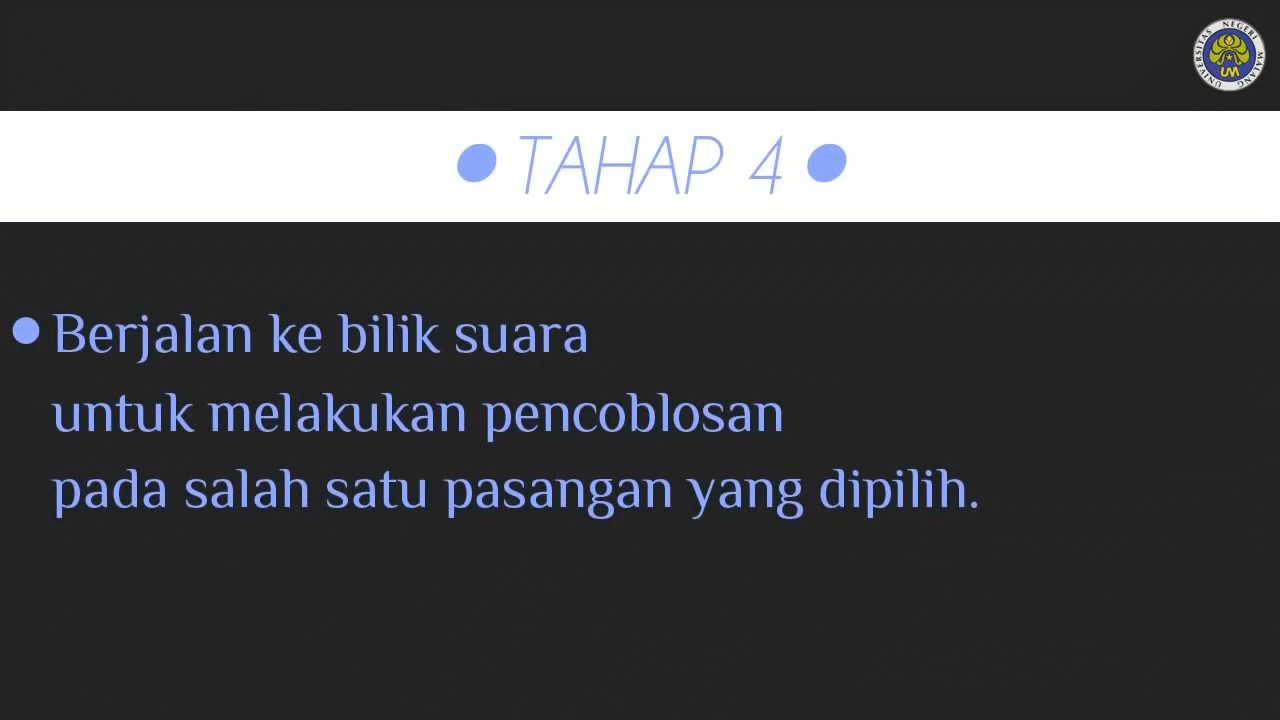 UNIVERSITAS NEGERI MALANG
UM
• TAHAP 4 •
• Berjalan ke bilik suara
untuk melakukan pencoblosan
pada salah satu pasangan yang dipilih.